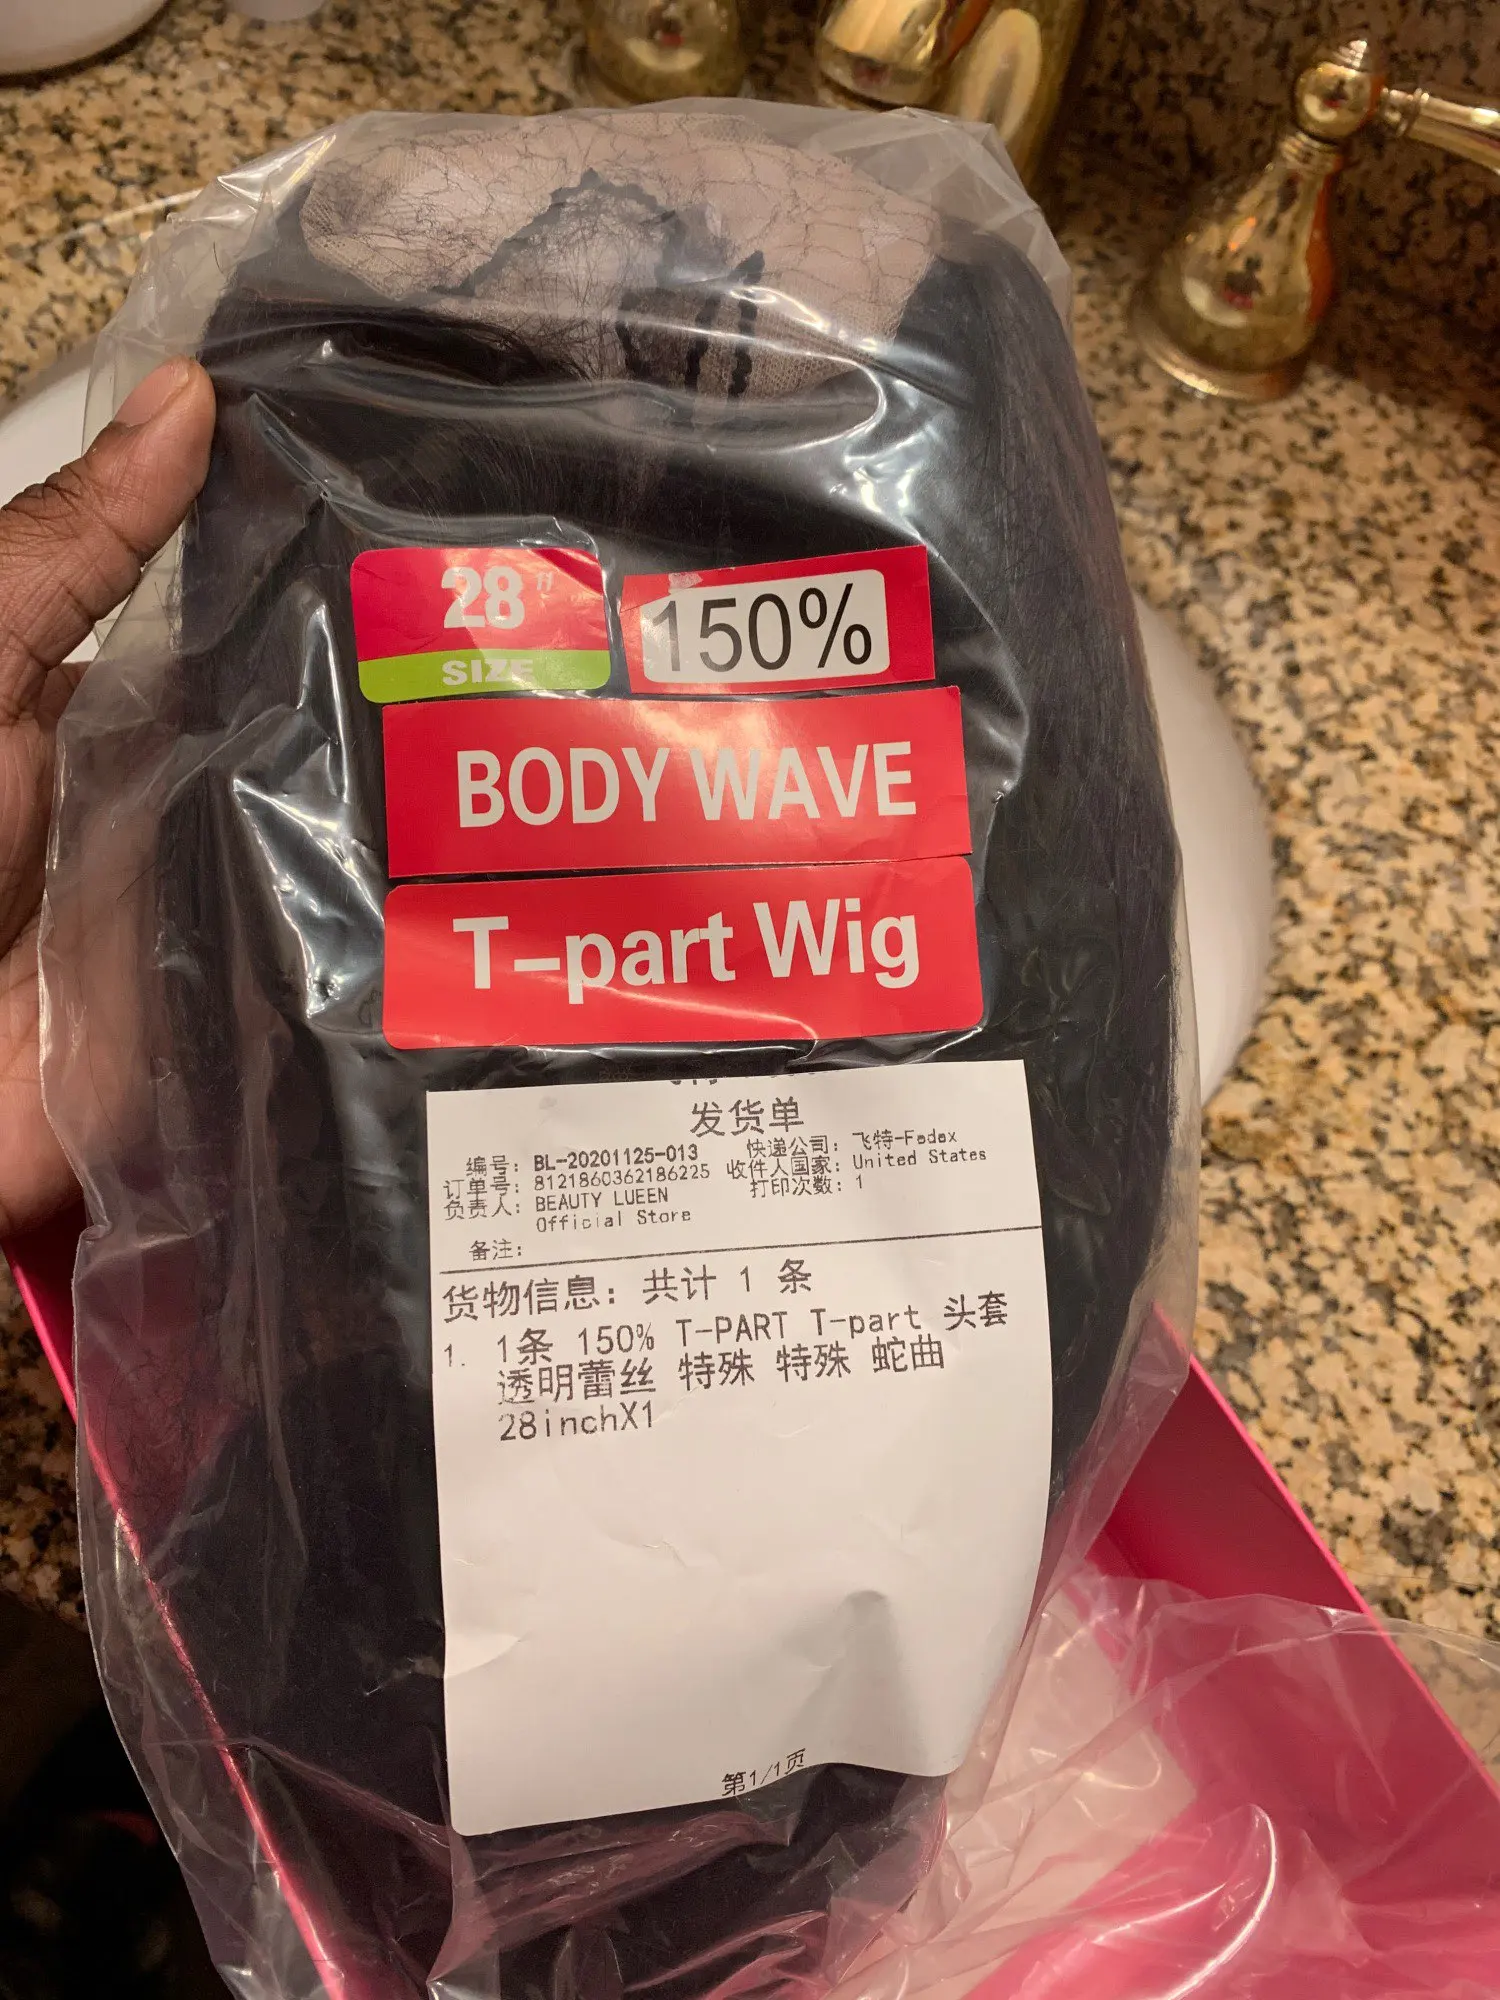 28"
SIZE
150%
BODY WAVE
T-part Wig
发货单
编号: BL-20201125-013
快递公司: 飞特-Fedex
订单号: 8121860362186225
收件人国家: United States
负责人: BEAUTY LUEEN
打印次数: 1
Official Store
备注:
货物信息: 共计 1 条
1. 1条 150% T-PART T-part 头套
透明蕾丝 特殊 特殊 蛇曲
28inchX1
第1/1页